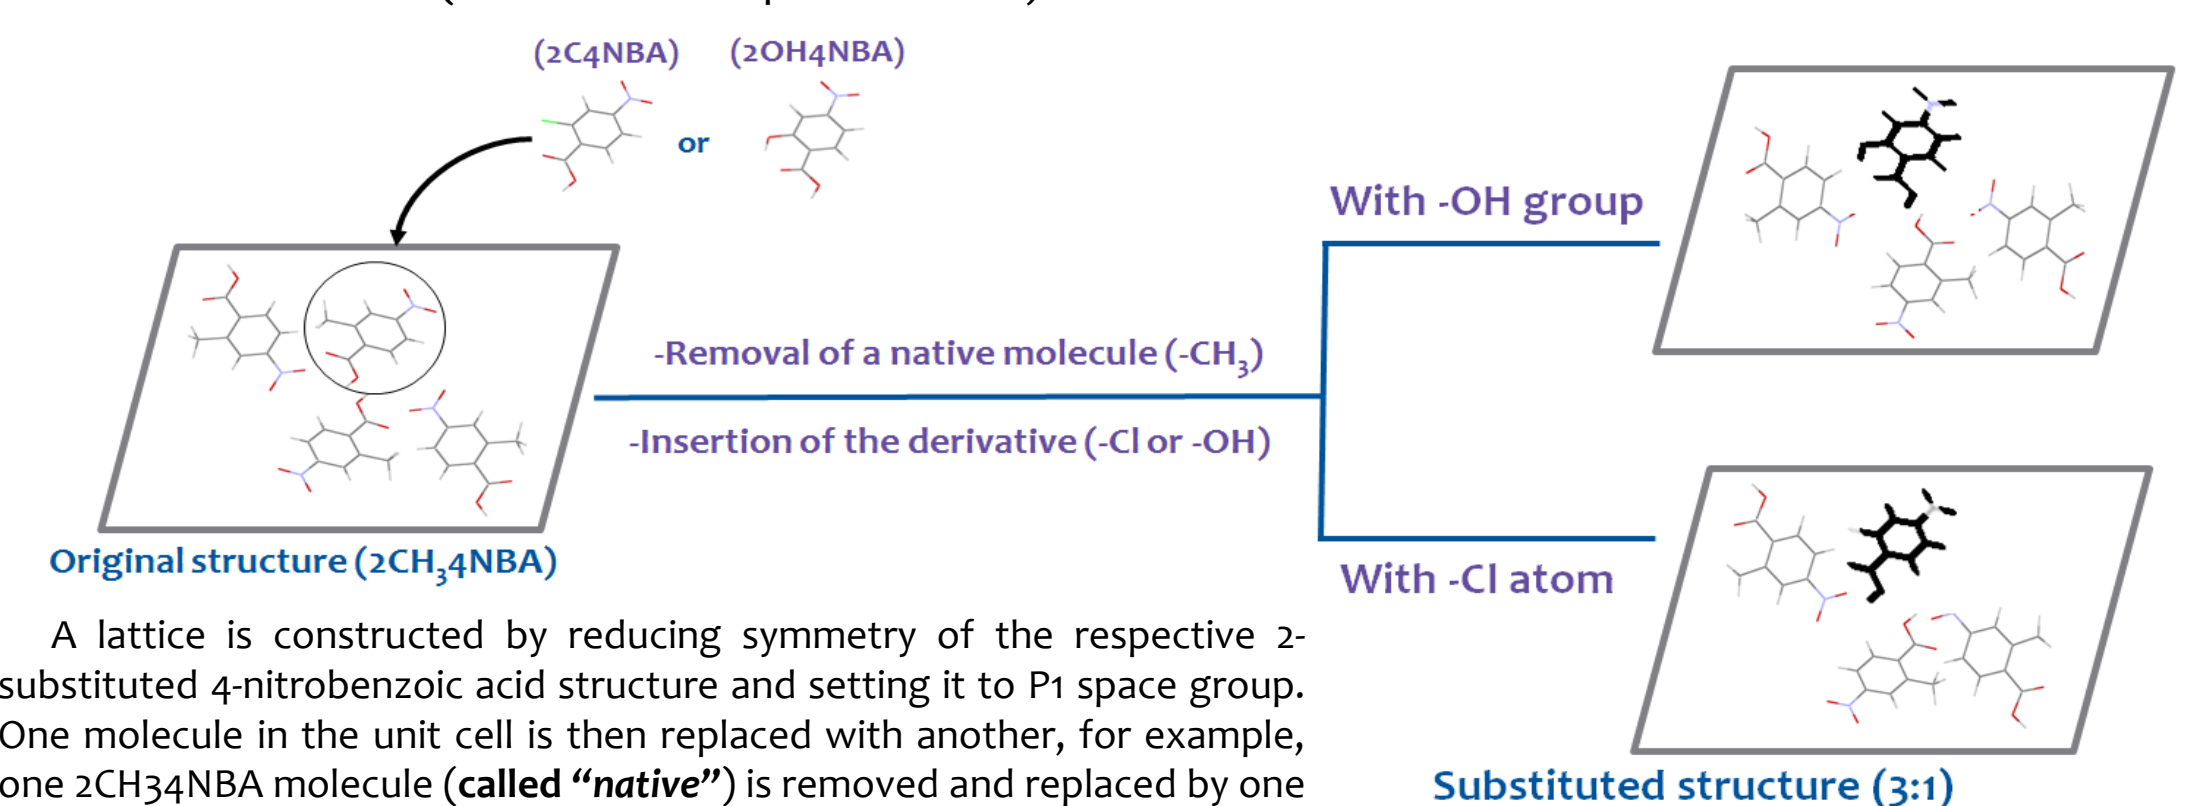 (2C4NBA)
(2OH4NBA)
or
With -OH group
-Removal of a native molecule (-CH₃)
-Insertion of the derivative (-Cl or -OH)
With -Cl atom
Original structure (2CH₃4NBA)
A lattice is constructed by reducing symmetry of the respective 2-
substituted 4-nitrobenzoic acid structure and setting it to P1 space group.
One molecule in the unit cell is then replaced with another, for example,
one 2CH34NBA molecule (called “native”) is removed and replaced by one
Substituted structure (3:1)